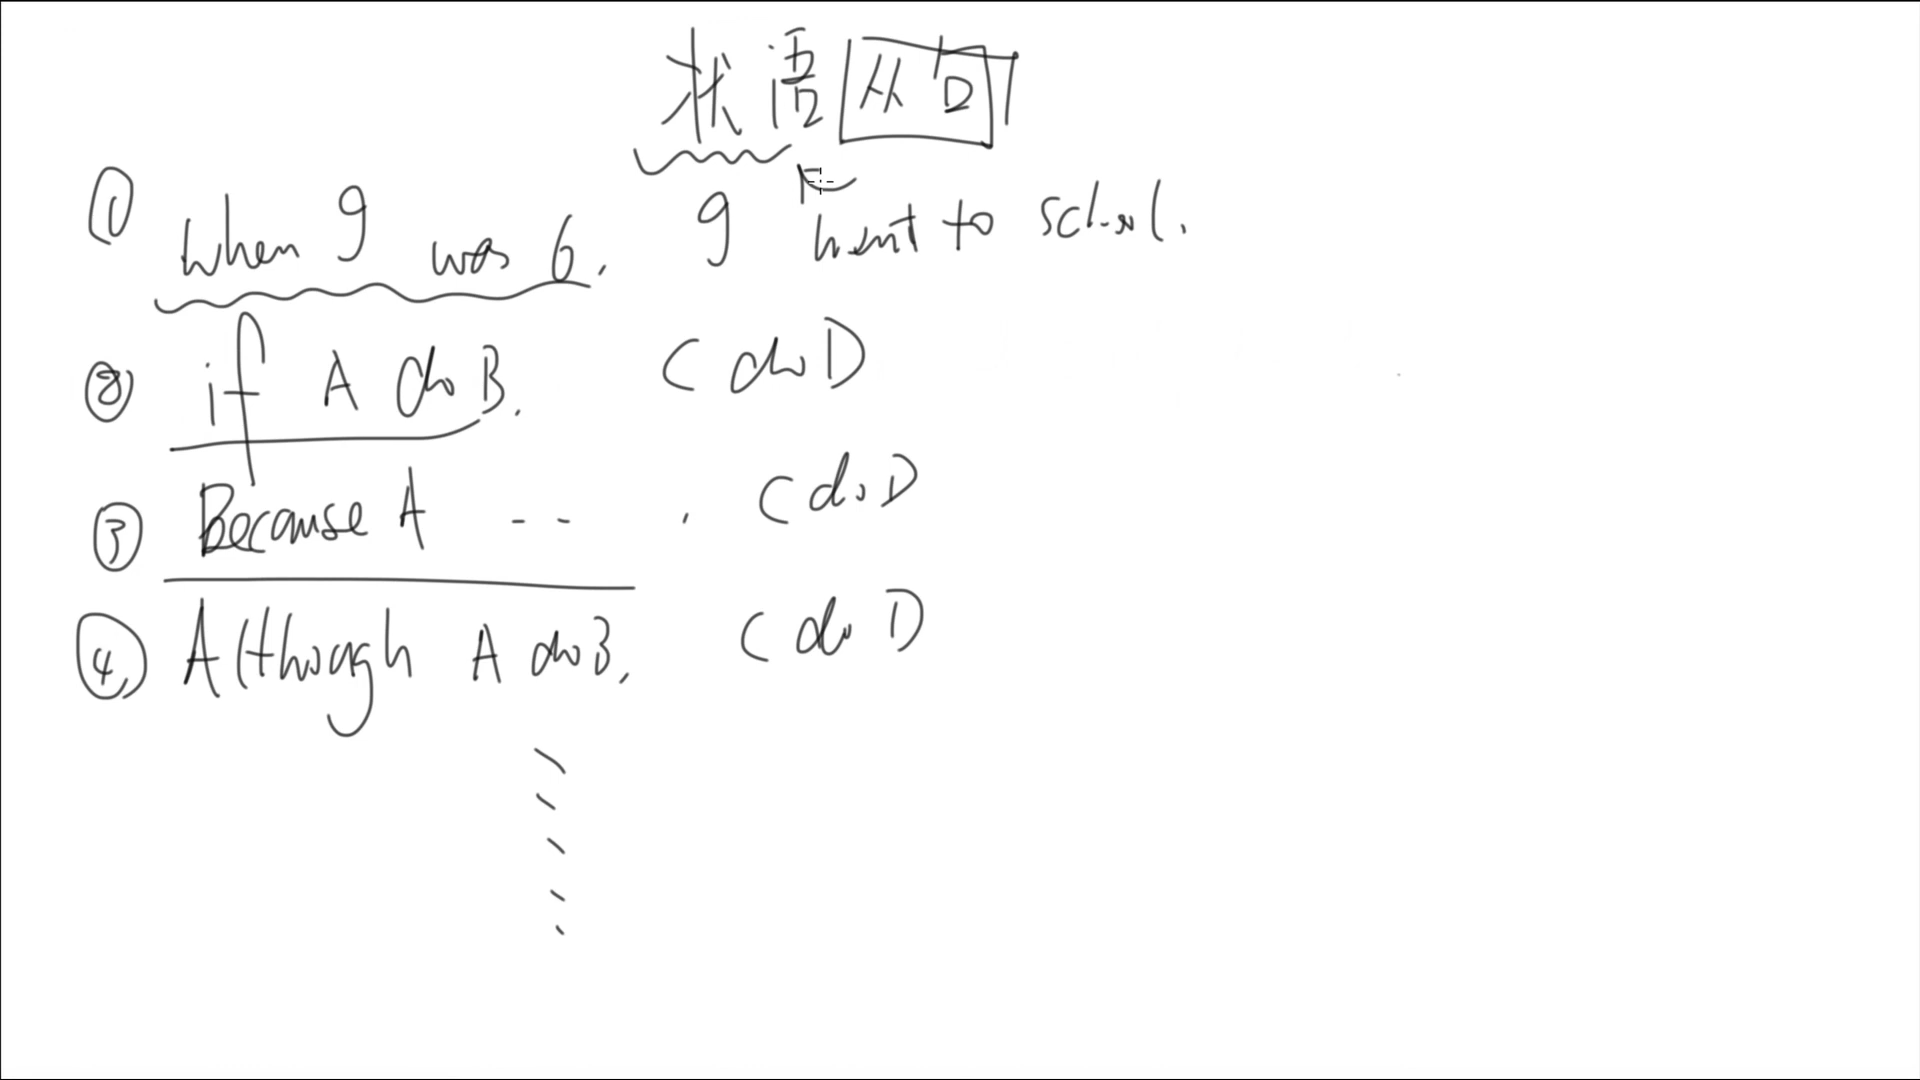 状语从句
① When I was 6, I went to school.
② if A do B, C do D
③ Because A -- , C do D
④ Although A do B, C do D